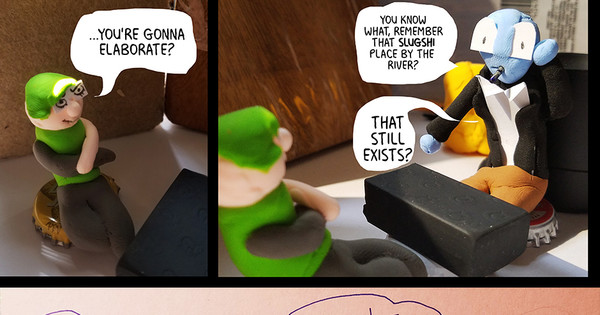 ...YOU'RE GONNA
ELABORATE?
YOU KNOW
WHAT, REMEMBER
THAT SLUGSHI
PLACE BY THE
RIVER?
THAT
STILL
EXISTS?